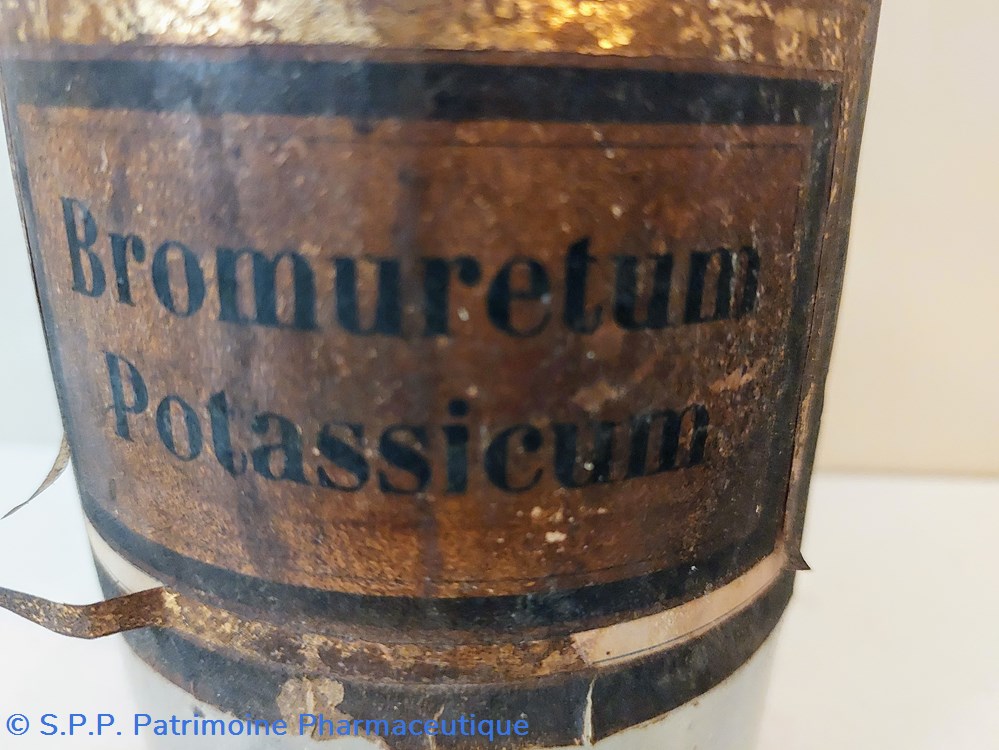 Bromuretum
Potassicum
© S.P.P. Patrimoine Pharmaceutique